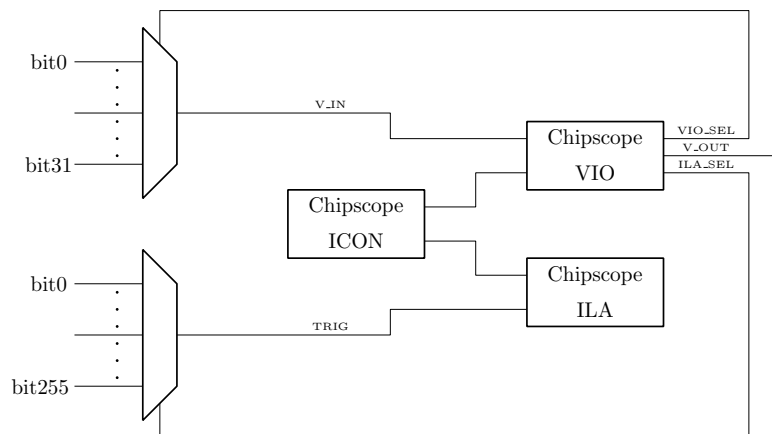 bit0
V_IN
Chipscope
VIO
VIO_SEL
V_OUT
ILA_SEL
bit31
Chipscope
ICON
bit0
Chipscope
ILA
TRIG
bit255